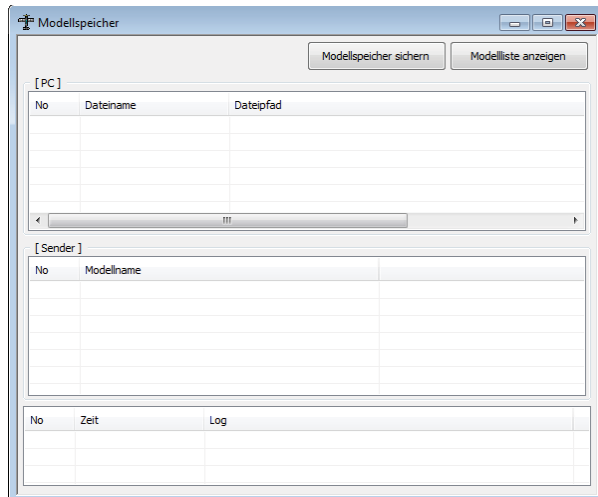 Modellspeicher
Modellspeicher sichern Modellliste anzeigen
[ PC ]
No Dateiname Dateipfad
[ Sender ]
No Modellname
No Zeit Log